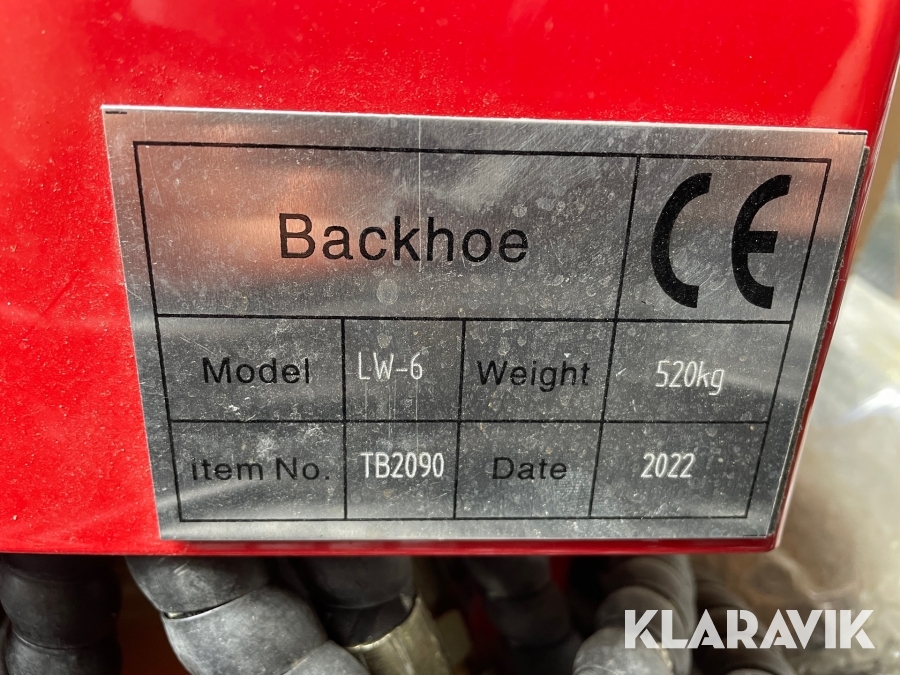 Backhoe CE
Model LW-6 Weight 520kg
Item No. TB2090 Date 2022
KLARAVIK